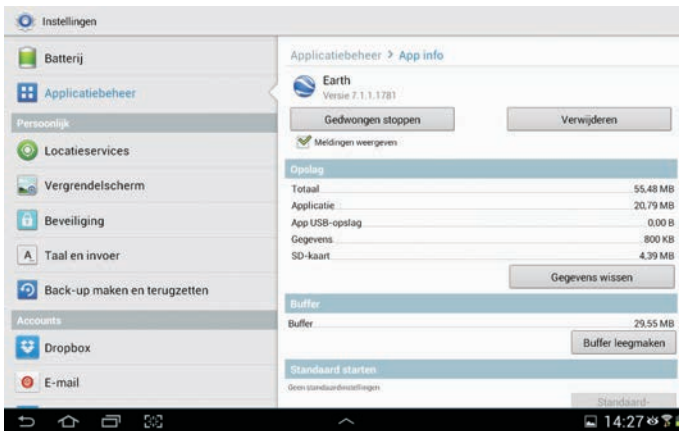 Instellingen
Batterij
Applicatiebeheer
Persoonlijk
Locatieservices
Vergrendelscherm
Beveiliging
A Taal en invoer
Back-up maken en terugzetten
Accounts
Dropbox
E-mail
Applicatiebeheer > App info
Earth
Versie 7.1.1.1781
Gedwongen stoppen Verwijderen
Meldingen weergeven
Opslag
Totaal 55,48 MB
Applicatie 20,79 MB
App USB-opslag 0,00 B
Gegevens 800 KB
SD-kaart 4,39 MB
Gegevens wissen
Buffer
Buffer 29,55 MB
Buffer leegmaken
Standaard starten
Geen standaardinstellingen
Standaard-
14:27